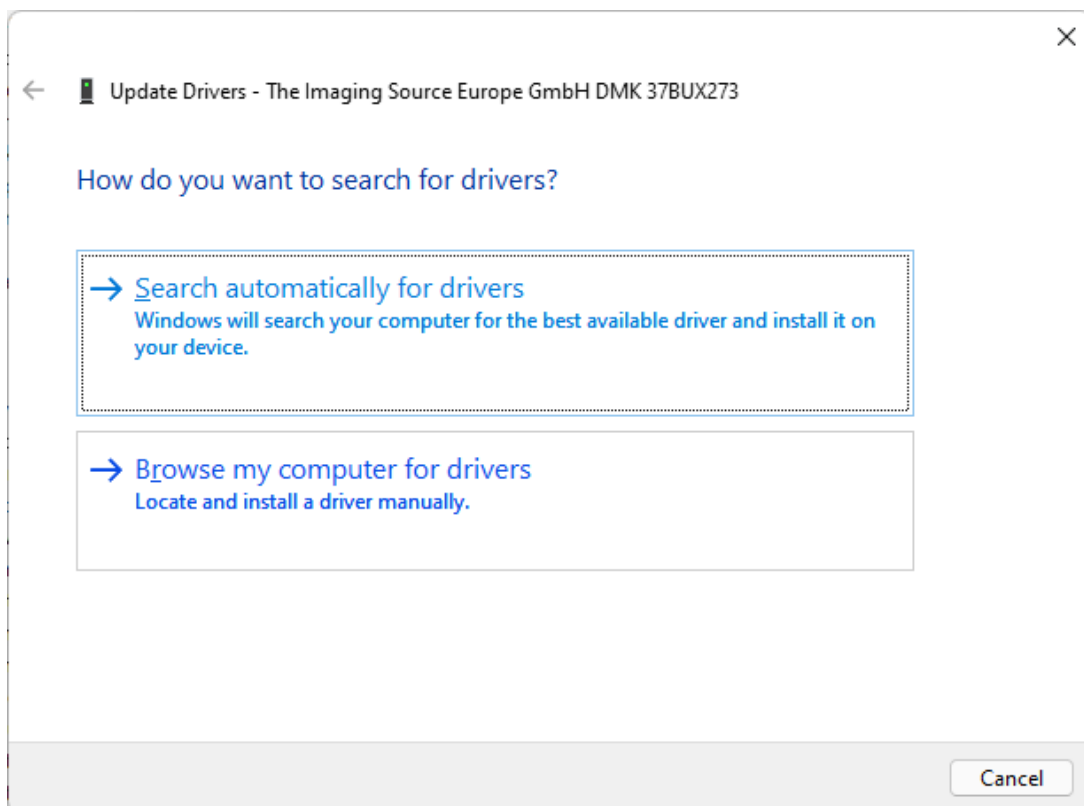 Update Drivers - The Imaging Source Europe GmbH DMK 37BUX273
How do you want to search for drivers?
Search automatically for drivers
Windows will search your computer for the best available driver and install it on
your device.
Browse my computer for drivers
Locate and install a driver manually.
Cancel